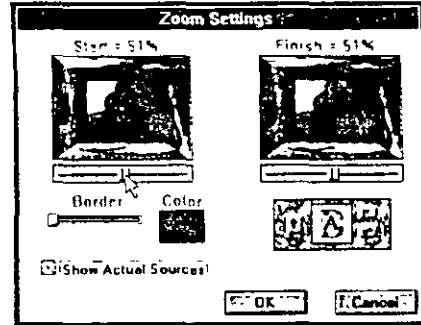 Zoom Settings
Start = 51% Finish = 51%
Border Color
A
Show Actual Sources
OK Cancel